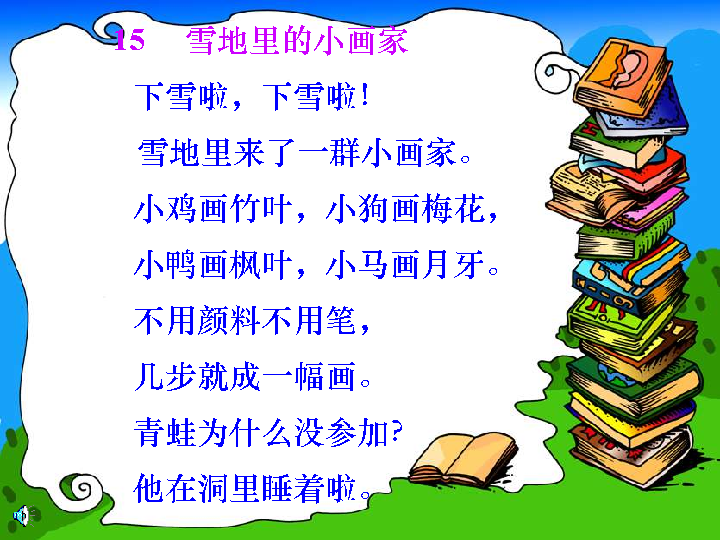 15 雪地里的小画家
下雪啦，下雪啦！
雪地里来了一群小画家。
小鸡画竹叶，小狗画梅花，
小鸭画枫叶，小马画月牙。
不用颜料不用笔，
几步就成一幅画。
青蛙为什么没参加？
他在洞里睡着啦。